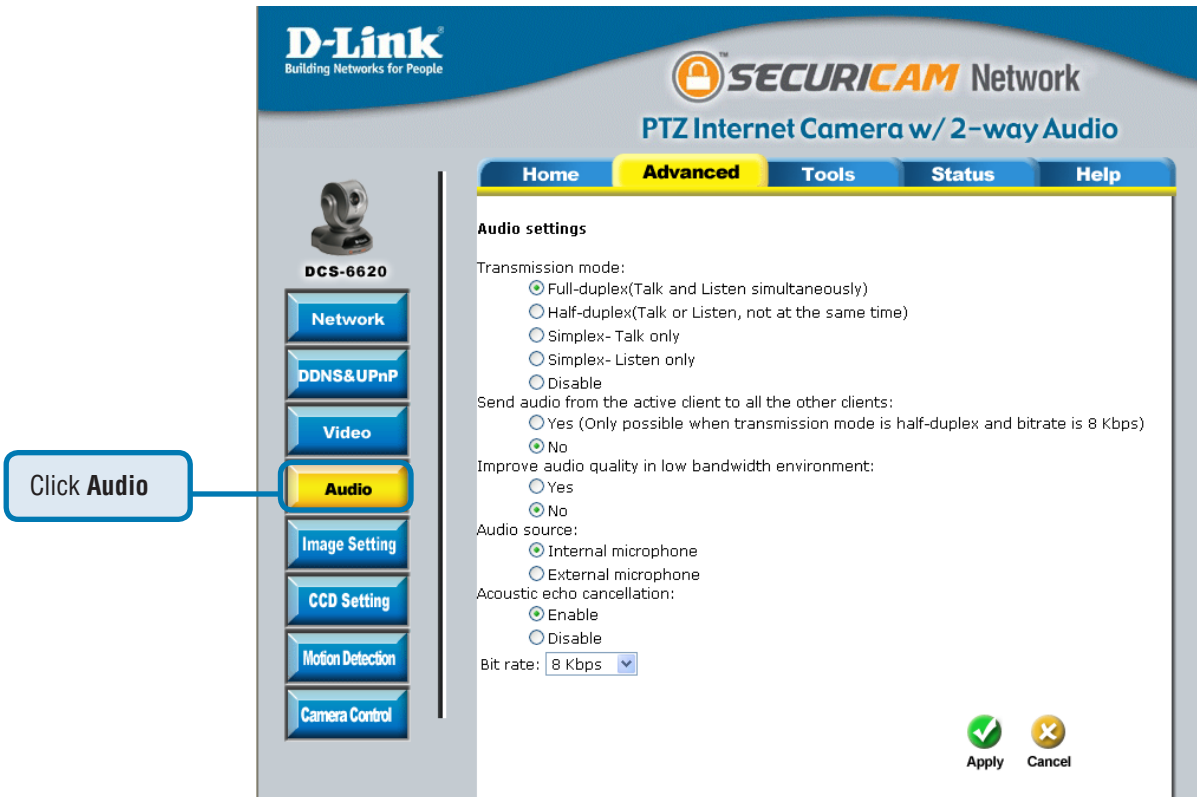 D-Link®
Building Networks for People
SECURICAM™ Network
PTZ Internet Camera w/ 2-way Audio
Home Advanced Tools Status Help
DCS-6620
Network
DDNS&UPnP
Video
Audio
Image Setting
CCD Setting
Motion Detection
Camera Control
Click Audio
Audio settings
Transmission mode:
Full-duplex(Talk and Listen simultaneously)
Half-duplex(Talk or Listen, not at the same time)
Simplex- Talk only
Simplex- Listen only
Disable
Send audio from the active client to all the other clients:
Yes (Only possible when transmission mode is half-duplex and bitrate is 8 Kbps)
No
Improve audio quality in low bandwidth environment:
Yes
No
Audio source:
Internal microphone
External microphone
Acoustic echo cancellation:
Enable
Disable
Bit rate: 8 Kbps
Apply Cancel